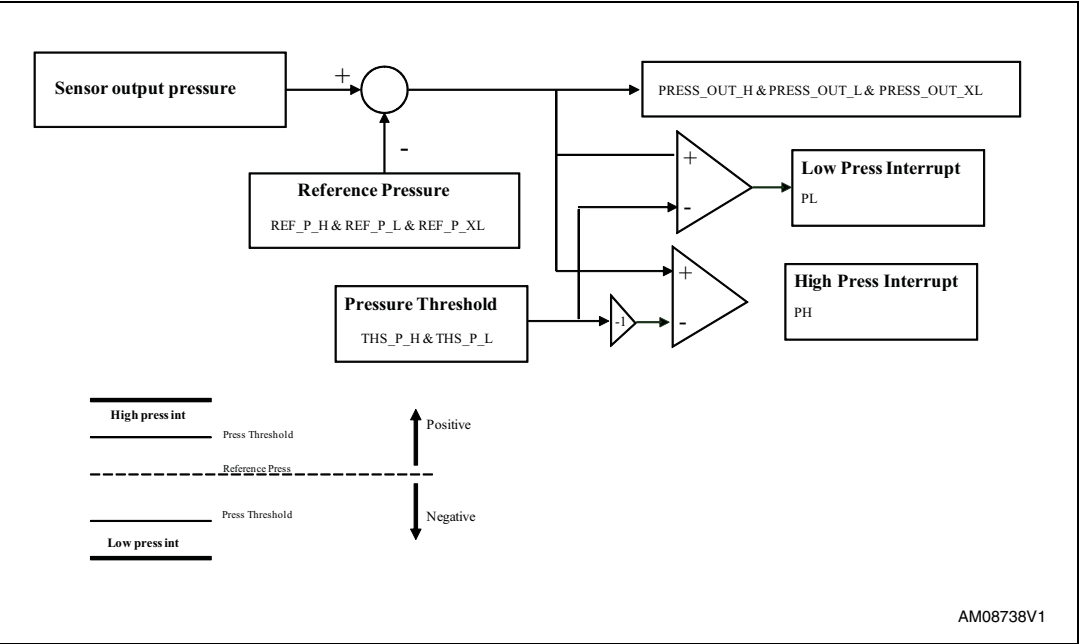 Sensor output pressure
+
-
PRESS_OUT_H & PRESS_OUT_L & PRESS_OUT_XL
Reference Pressure
REF_P_H & REF_P_L & REF_P_XL
+
-
Low Press Interrupt
PL
Pressure Threshold
THS_P_H & THS_P_L
-1
+
-
High Press Interrupt
PH
High press int
Press Threshold
Reference Press
Press Threshold
Low press int
Positive
Negative
AM08738V1